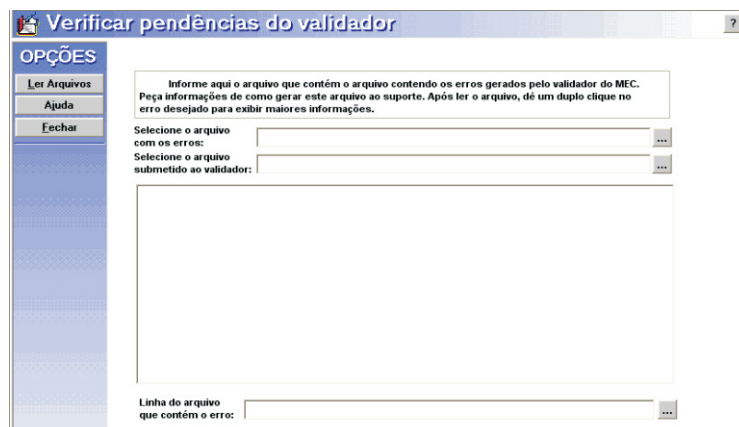 Verificar pendências do validador
?
OPÇÕES
Ler Arquivos
Ajuda
Fechar
Informe aqui o arquivo que contém o arquivo contendo os erros gerados pelo validador do MEC.
Peça informações de como gerar este arquivo ao suporte. Após ler o arquivo, dê um duplo clique no
erro desejado para exibir maiores informações.
Selecione o arquivo
com os erros:
...
Selecione o arquivo
submetido ao validador:
...
Linha do arquivo
que contém o erro:
...